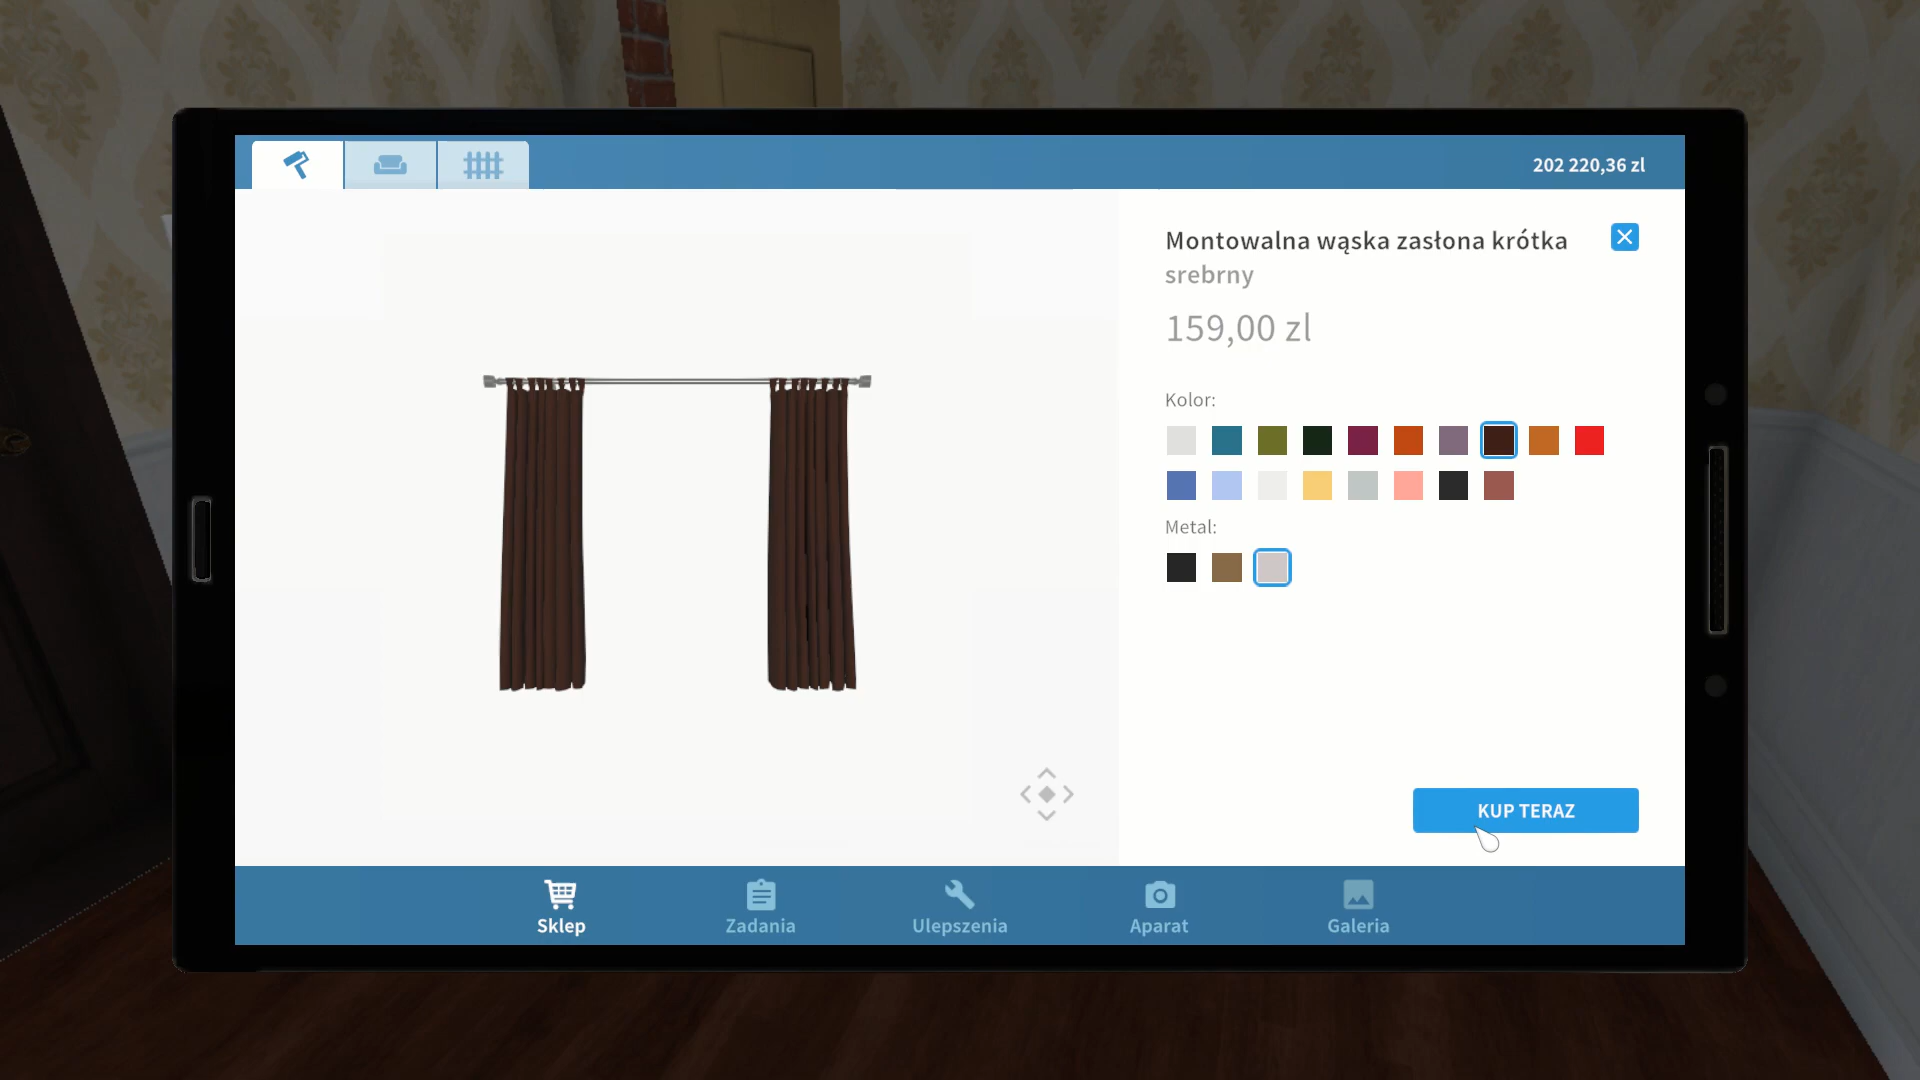 202 220,36 zl
Montowalna wąska zasłona krótka
srebrny
159,00 zl
Kolor:
Metal:
KUP TERAZ
Sklep
Zadania
Ulepszenia
Aparat
Galeria